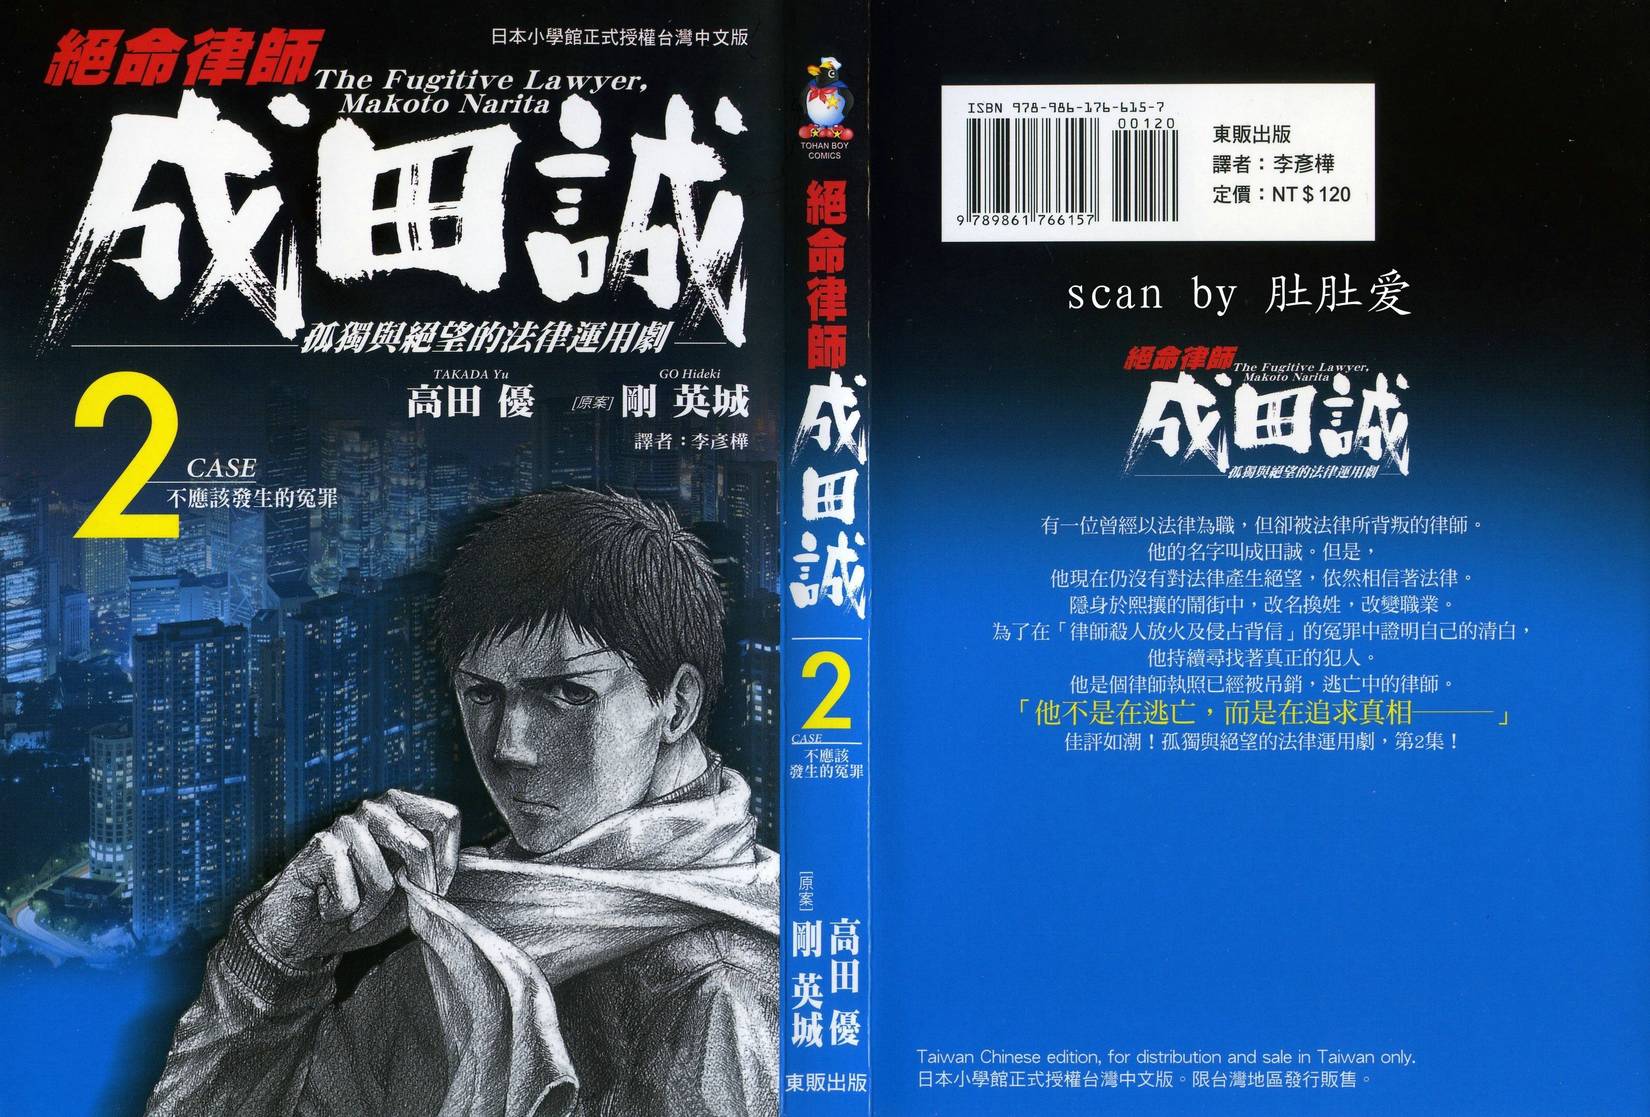 日本小學館正式授權台灣中文版
絕命律師
The Fugitive Lawyer,
Makoto Narita
成田誠
孤獨與絕望的法律運用劇
TAKADA Yu
GO Hideki
高田 優 [原案] 剛 英城
譯者：李彥樺
2
CASE
不應該發生的冤罪
TOHAN BOY
COMICS
絕命律師
成田誠
2
CASE
不應該
發生的冤罪
高田 優
[原案]
剛 英城
東販出版
ISBN 978-986-176-615-7
00120
9 789861 766157
東販出版
譯者：李彥樺
定價：NT＄120
scan by 肚肚愛
絕命律師
The Fugitive Lawyer,
Makoto Narita
成田誠
孤獨與絕望的法律運用劇
有一位曾經以法律為職，但卻被法律所背叛的律師。
他的名字叫成田誠。但是，
他現在仍沒有對法律產生絕望，依然相信著法律。
隱身於熙攘的鬧街中，改名換姓，改變職業。
為了在「律師殺人放火及侵占背信」的冤罪中證明自己的清白，
他持續尋找著真正的犯人。
他是個律師執照已經被吊銷，逃亡中的律師。
「他不是在逃亡，而是在追求真相———」
佳評如潮！孤獨與絕望的法律運用劇，第2集！
Taiwan Chinese edition, for distribution and sale in Taiwan only.
日本小學館正式授權台灣中文版。限台灣地區發行販售。